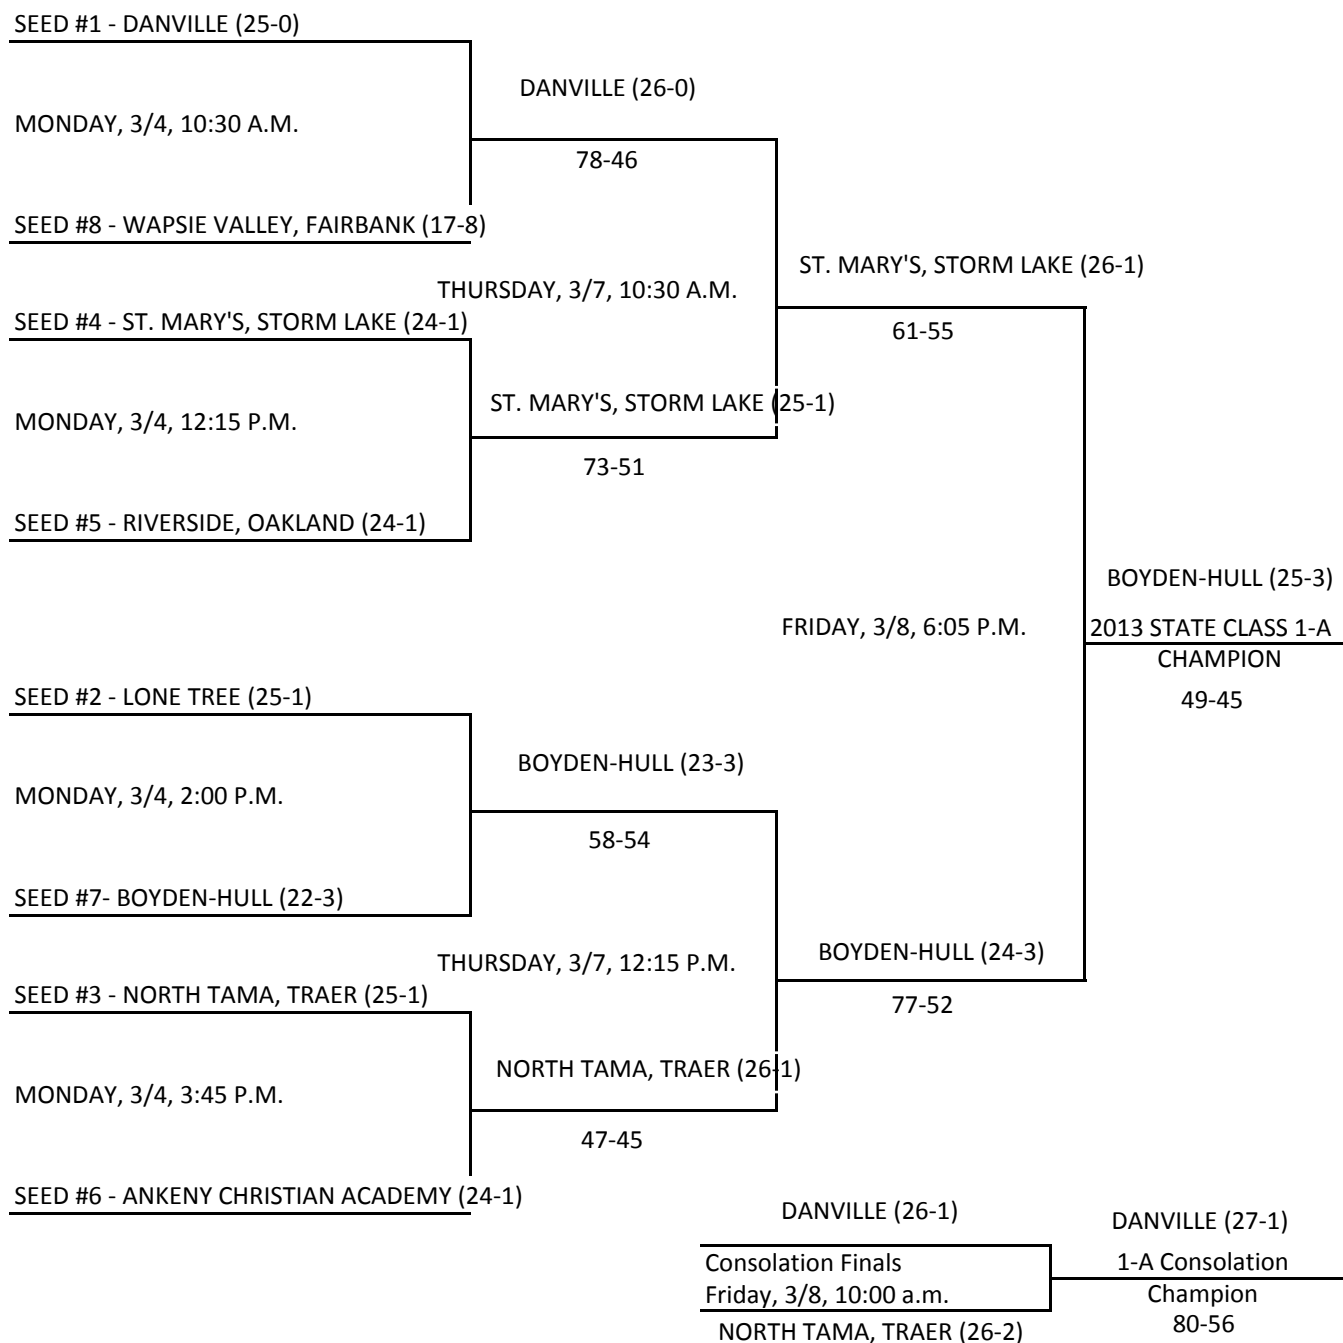 SEED #1 - DANVILLE (25-0)
DANVILLE (26-0)
MONDAY, 3/4, 10:30 A.M.
78-46
SEED #8 - WAPSIE VALLEY, FAIRBANK (17-8)
ST. MARY'S, STORM LAKE (26-1)
THURSDAY, 3/7, 10:30 A.M.
SEED #4 - ST. MARY'S, STORM LAKE (24-1)
61-55
ST. MARY'S, STORM LAKE (25-1)
MONDAY, 3/4, 12:15 P.M.
73-51
SEED #5 - RIVERSIDE, OAKLAND (24-1)
BOYDEN-HULL (25-3)
FRIDAY, 3/8, 6:05 P.M.
2013 STATE CLASS 1-A
CHAMPION
49-45
SEED #2 - LONE TREE (25-1)
BOYDEN-HULL (23-3)
MONDAY, 3/4, 2:00 P.M.
58-54
SEED #7- BOYDEN-HULL (22-3)
BOYDEN-HULL (24-3)
THURSDAY, 3/7, 12:15 P.M.
SEED #3 - NORTH TAMA, TRAER (25-1)
77-52
NORTH TAMA, TRAER (26-1)
MONDAY, 3/4, 3:45 P.M.
47-45
SEED #6 - ANKENY CHRISTIAN ACADEMY (24-1)
DANVILLE (26-1)
DANVILLE (27-1)
Consolation Finals
1-A Consolation
Friday, 3/8, 10:00 a.m.
Champion
NORTH TAMA, TRAER (26-2)
80-56